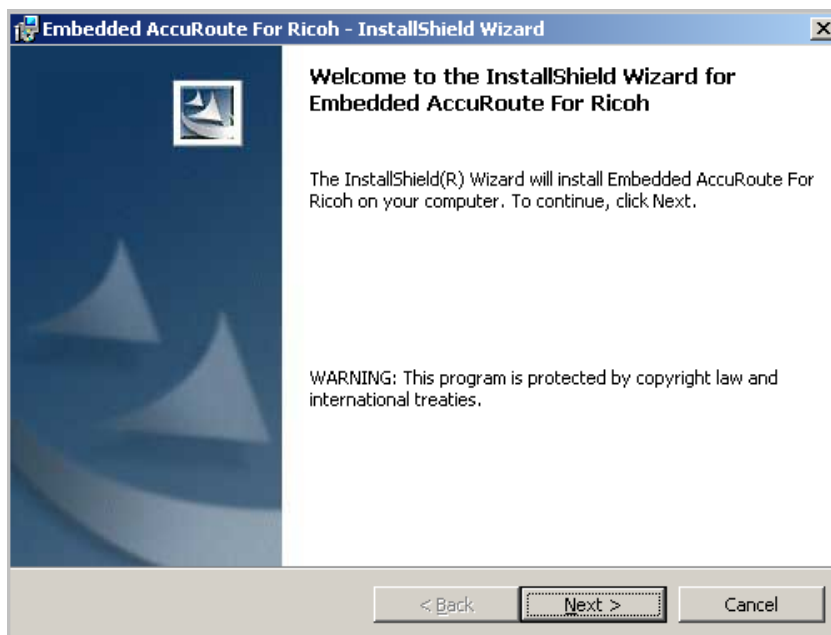 Embedded AccuRoute For Ricoh - InstallShield Wizard
Welcome to the InstallShield Wizard for
Embedded AccuRoute For Ricoh
The InstallShield(R) Wizard will install Embedded AccuRoute For
Ricoh on your computer. To continue, click Next.
WARNING: This program is protected by copyright law and
international treaties.
< Back
Next >
Cancel